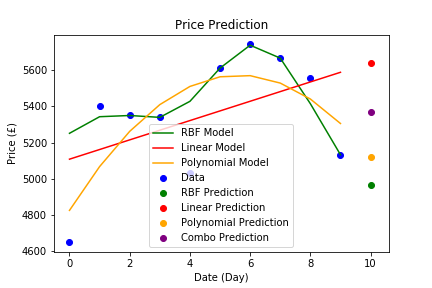 Price Prediction
Price (£)
5600
5400
5200
5000
4800
4600
RBF Model
Linear Model
Polynomial Model
Data
RBF Prediction
Linear Prediction
Polynomial Prediction
Combo Prediction
0
2
4
6
8
10
Date (Day)